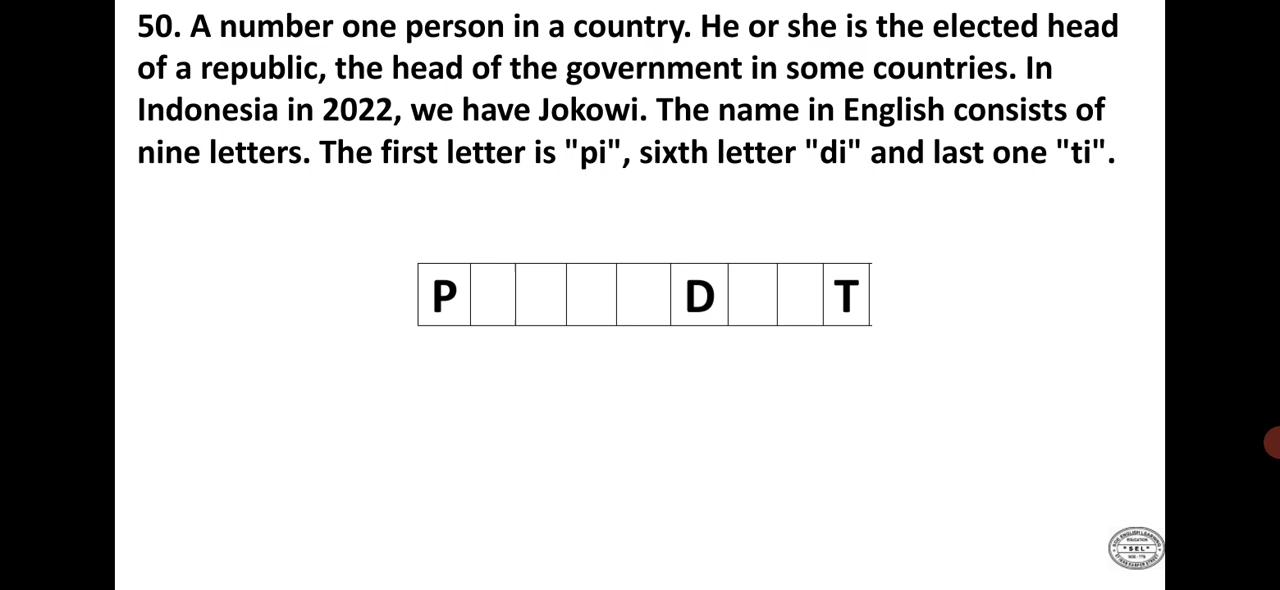 50. A number one person in a country. He or she is the elected head
of a republic, the head of the government in some countries. In
Indonesia in 2022, we have Jokowi. The name in English consists of
nine letters. The first letter is "pi", sixth letter "di" and last one "ti".
P D T
EDUCATION
"SEL"